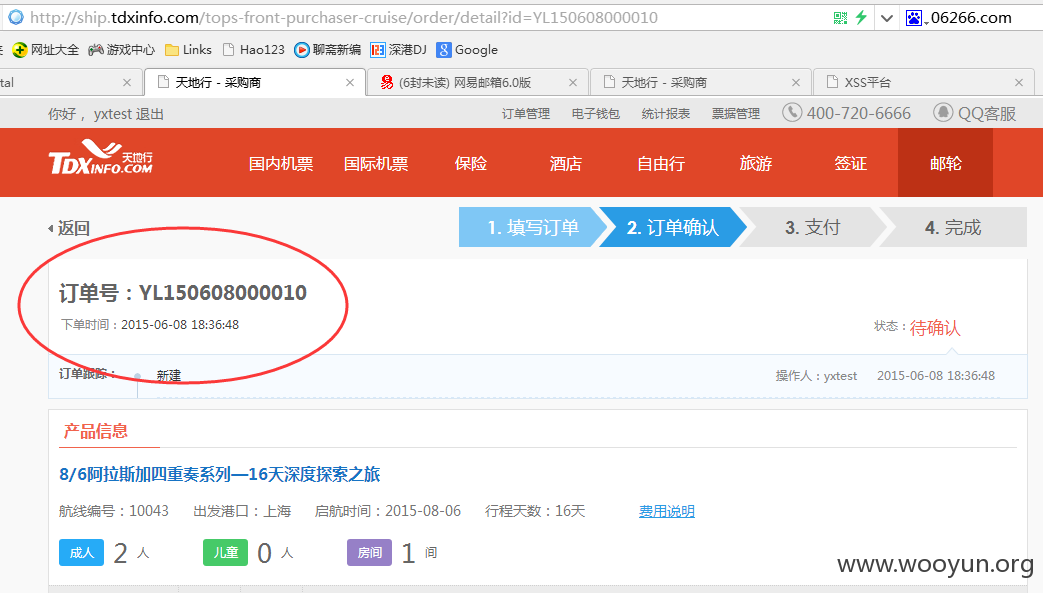 http://ship.tdxinfo.com/tops-front-purchaser-cruise/order/detail?id=YL150608000010 06266.com
网址大全 游戏中心 Links Hao123 聊斋新编 深港DJ Google
tal 天地行 - 采购商 (6封未读) 网易邮箱6.0版 天地行 - 采购商 XSS平台
你好， yxtest 退出 订单管理 电子钱包 统计报表 票据管理 400-720-6666 QQ客服
TDXINFO.COM 天地行 国内机票 国际机票 保险 酒店 自由行 旅游 签证 邮轮
返回 1. 填写订单 2. 订单确认 3. 支付 4. 完成
订单号：YL150608000010
下单时间：2015-06-08 18:36:48 状态：待确认
订单跟踪： 新建 操作人：yxtest 2015-06-08 18:36:48
产品信息
8/6阿拉斯加四重奏系列—16天深度探索之旅
航线编号：10043 出发港口：上海 启航时间：2015-08-06 行程天数：16天 费用说明
成人 2 人 儿童 0 人 房间 1 间
www.wooyun.org